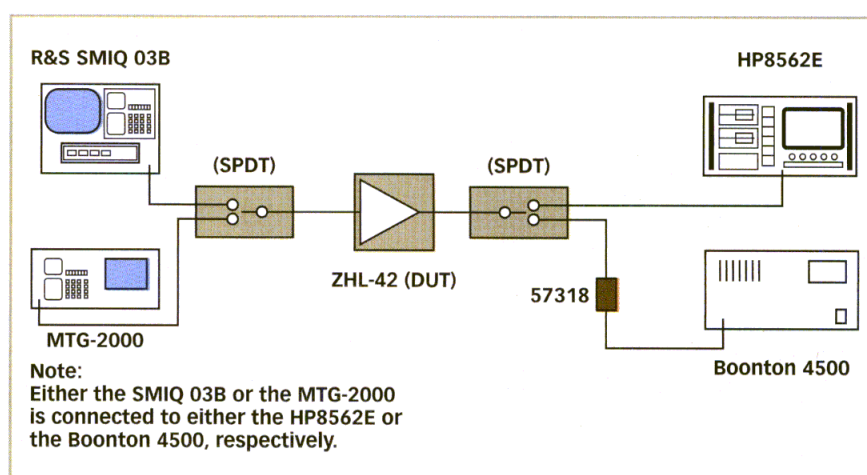 R&S SMIQ 03B
HP8562E
(SPDT)
(SPDT)
ZHL-42 (DUT)
57318
MTG-2000
Boonton 4500
Note:
Either the SMIQ 03B or the MTG-2000
is connected to either the HP8562E or
the Boonton 4500, respectively.